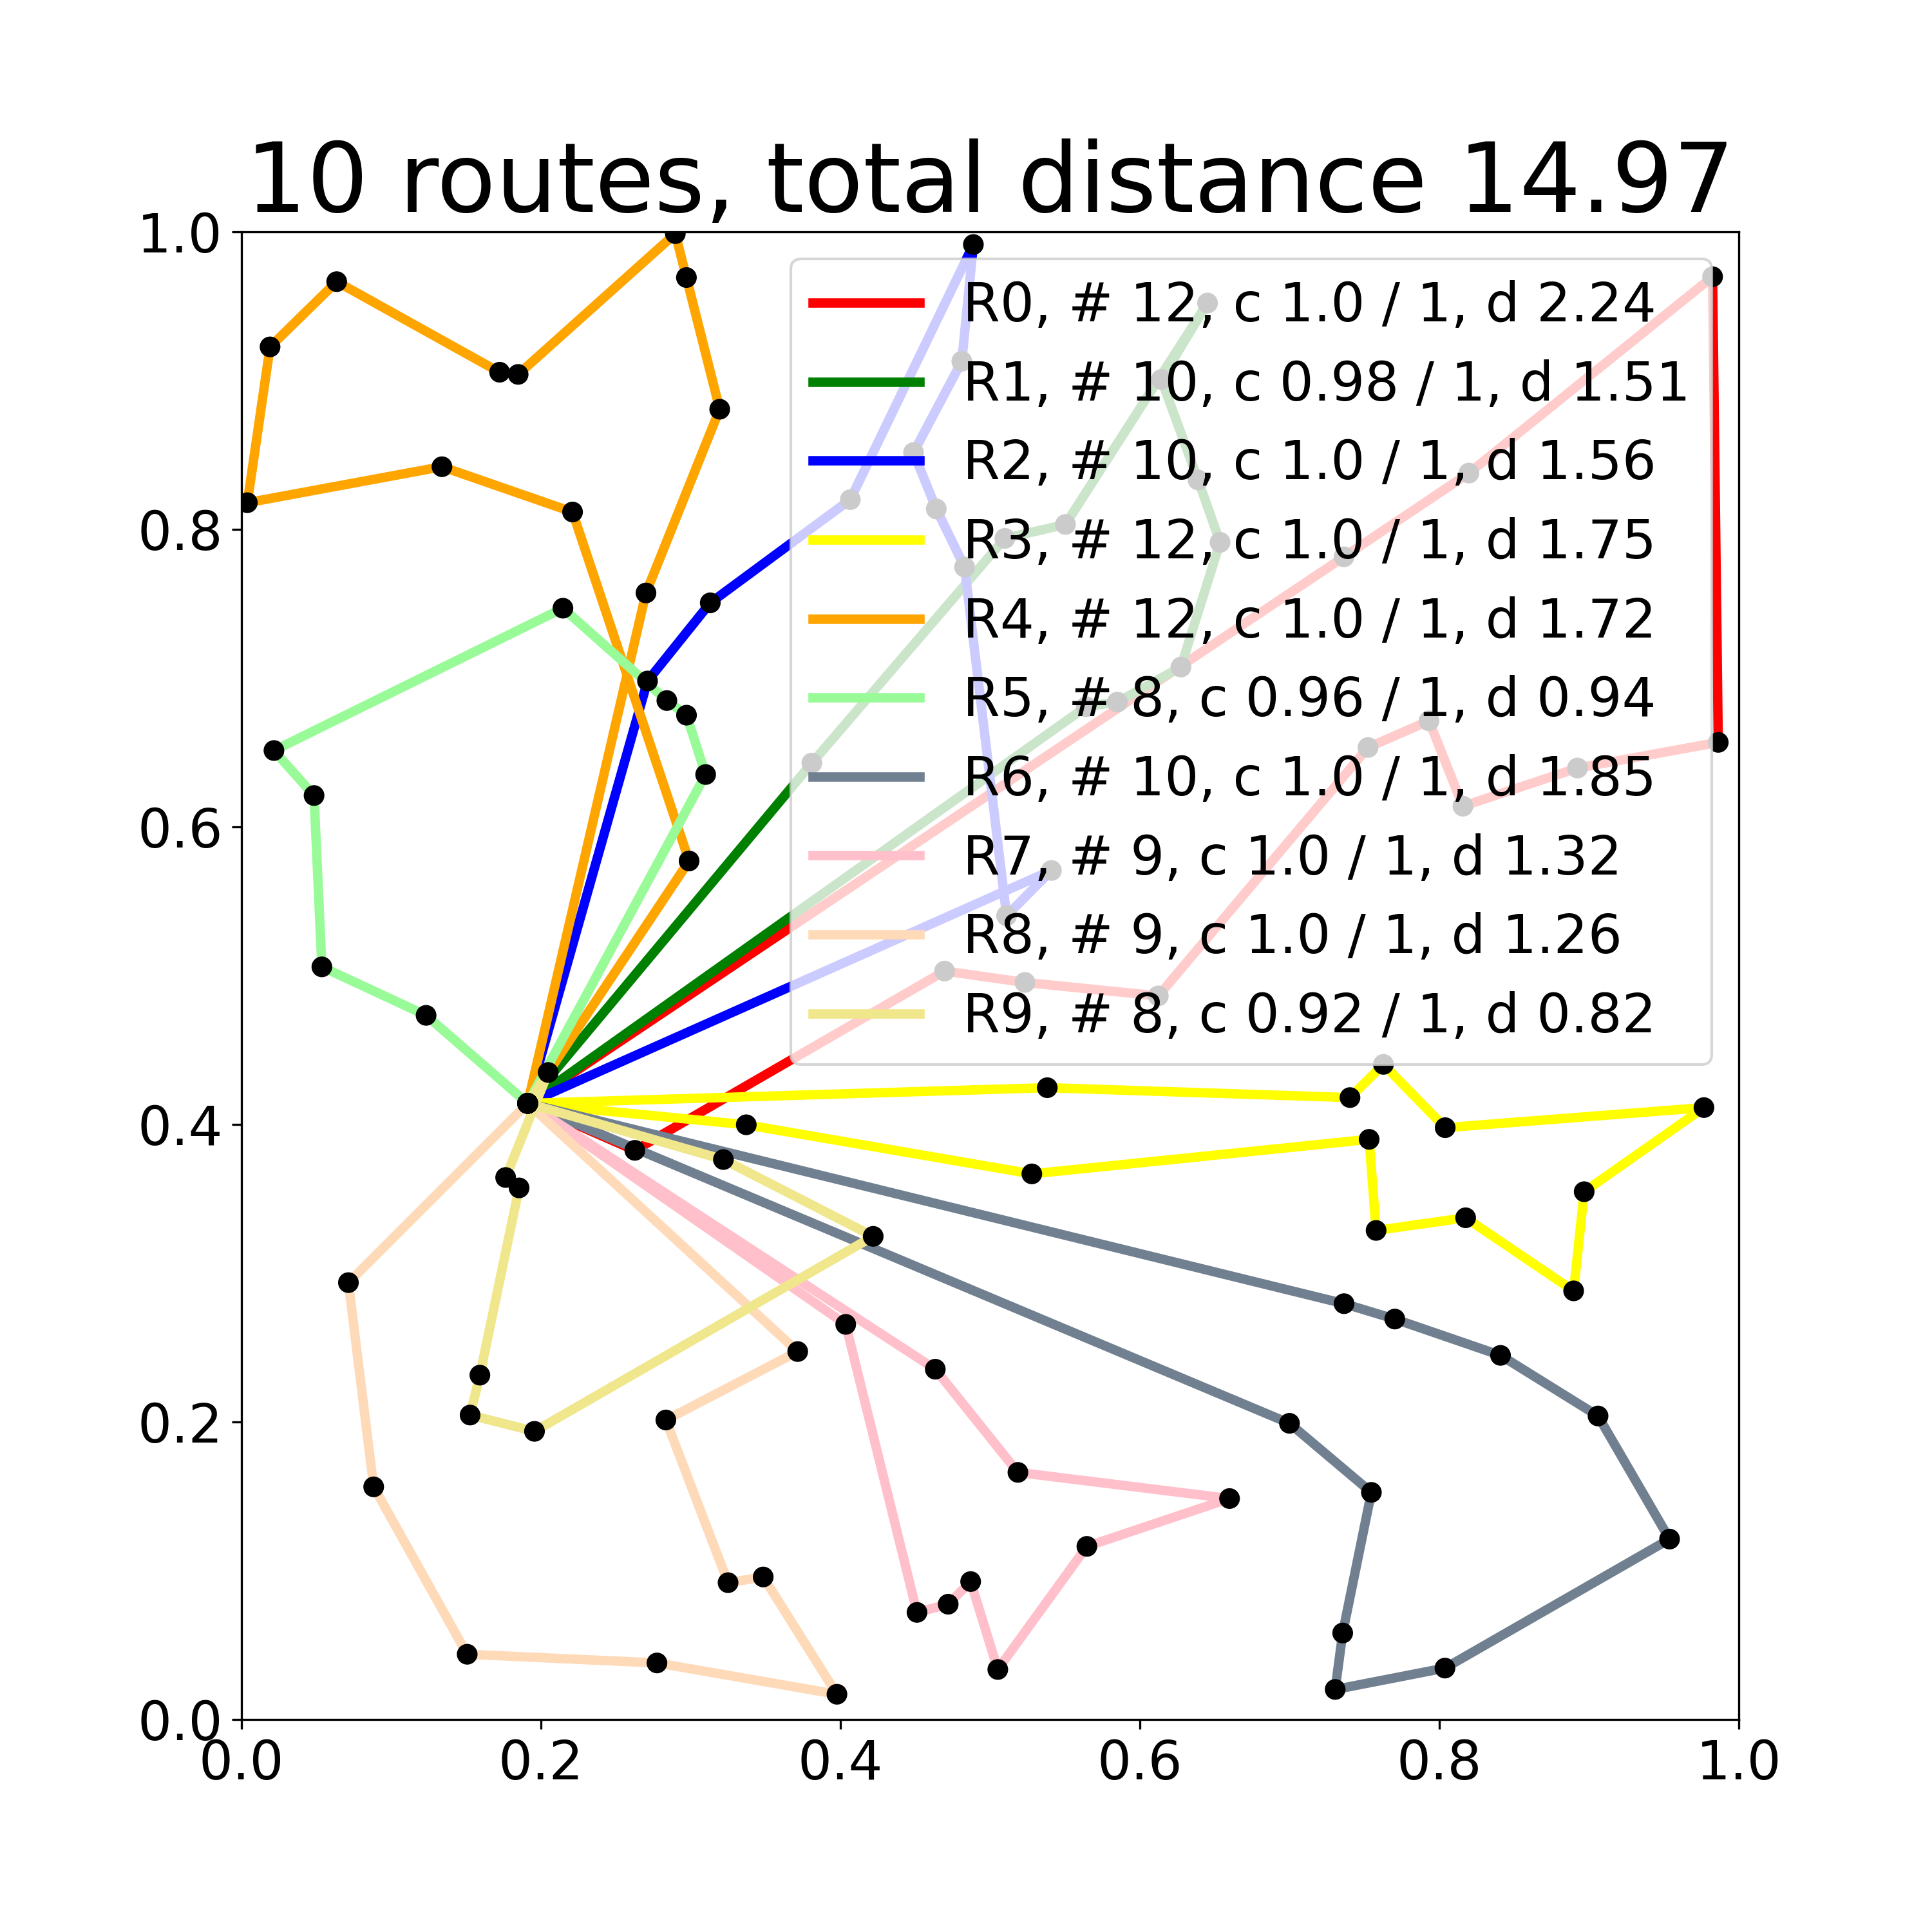 10 routes, total distance 14.97
1.0
0.8
0.6
0.4
0.2
0.0
0.0 0.2 0.4 0.6 0.8 1.0
R0, # 12, c 1.0 / 1, d 2.24
R1, # 10, c 0.98 / 1, d 1.51
R2, # 10, c 1.0 / 1, d 1.56
R3, # 12, c 1.0 / 1, d 1.75
R4, # 12, c 1.0 / 1, d 1.72
R5, # 8, c 0.96 / 1, d 0.94
R6, # 10, c 1.0 / 1, d 1.85
R7, # 9, c 1.0 / 1, d 1.32
R8, # 9, c 1.0 / 1, d 1.26
R9, # 8, c 0.92 / 1, d 0.82